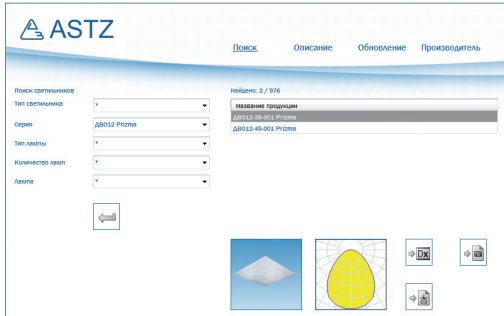 ASTZ
Поиск Описание Обновление Производитель
Поиск светильников
Найдено: 2 / 976
Тип светильника *
Название продукции
ДВО12-38-001 Prizma
Серия ДВО12 Prizma
ДВО12-45-001 Prizma
Тип лампы *
Количество ламп *
Лампа *
Dx